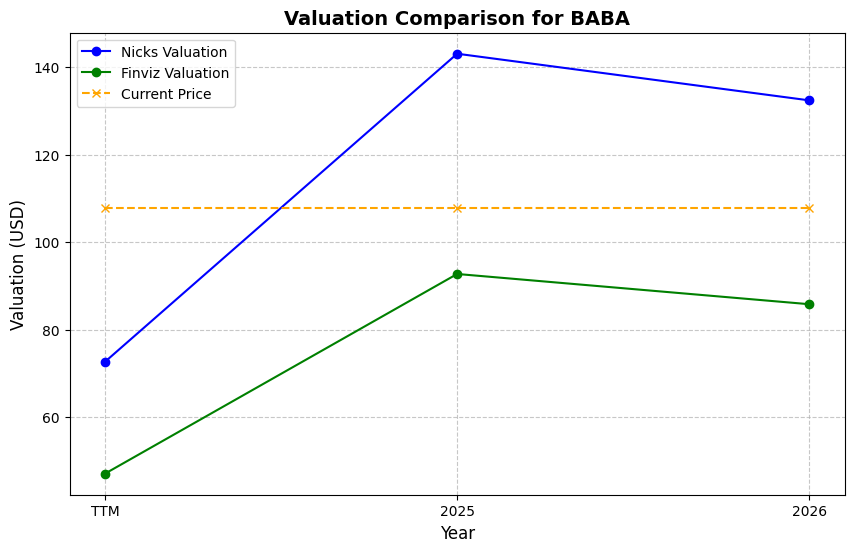 Valuation Comparison for BABA
Nicks Valuation
Finviz Valuation
Current Price
Valuation (USD)
140
120
100
80
60
TTM
2025
2026
Year